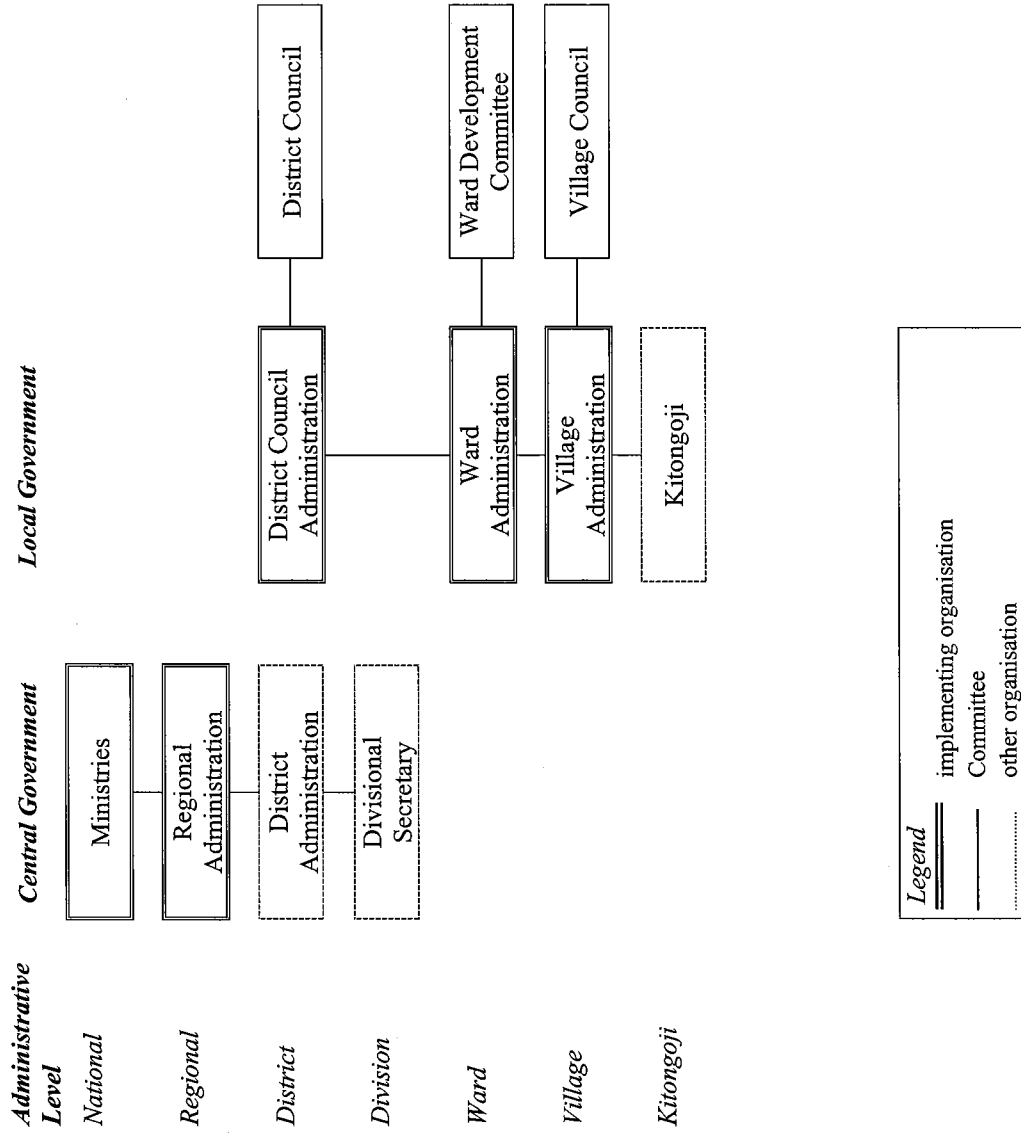 Administrative
Level
Central Government
Local Government
National
Ministries
Regional
Regional
Administration
District
District
Administration
District Council
Administration
District Council
Division
Divisional
Secretary
Ward
Ward
Administration
Ward Development
Committee
Village
Village
Administration
Village Council
Kitongoji
Kitongoji
Legend
implementing organisation
Committee
other organisation